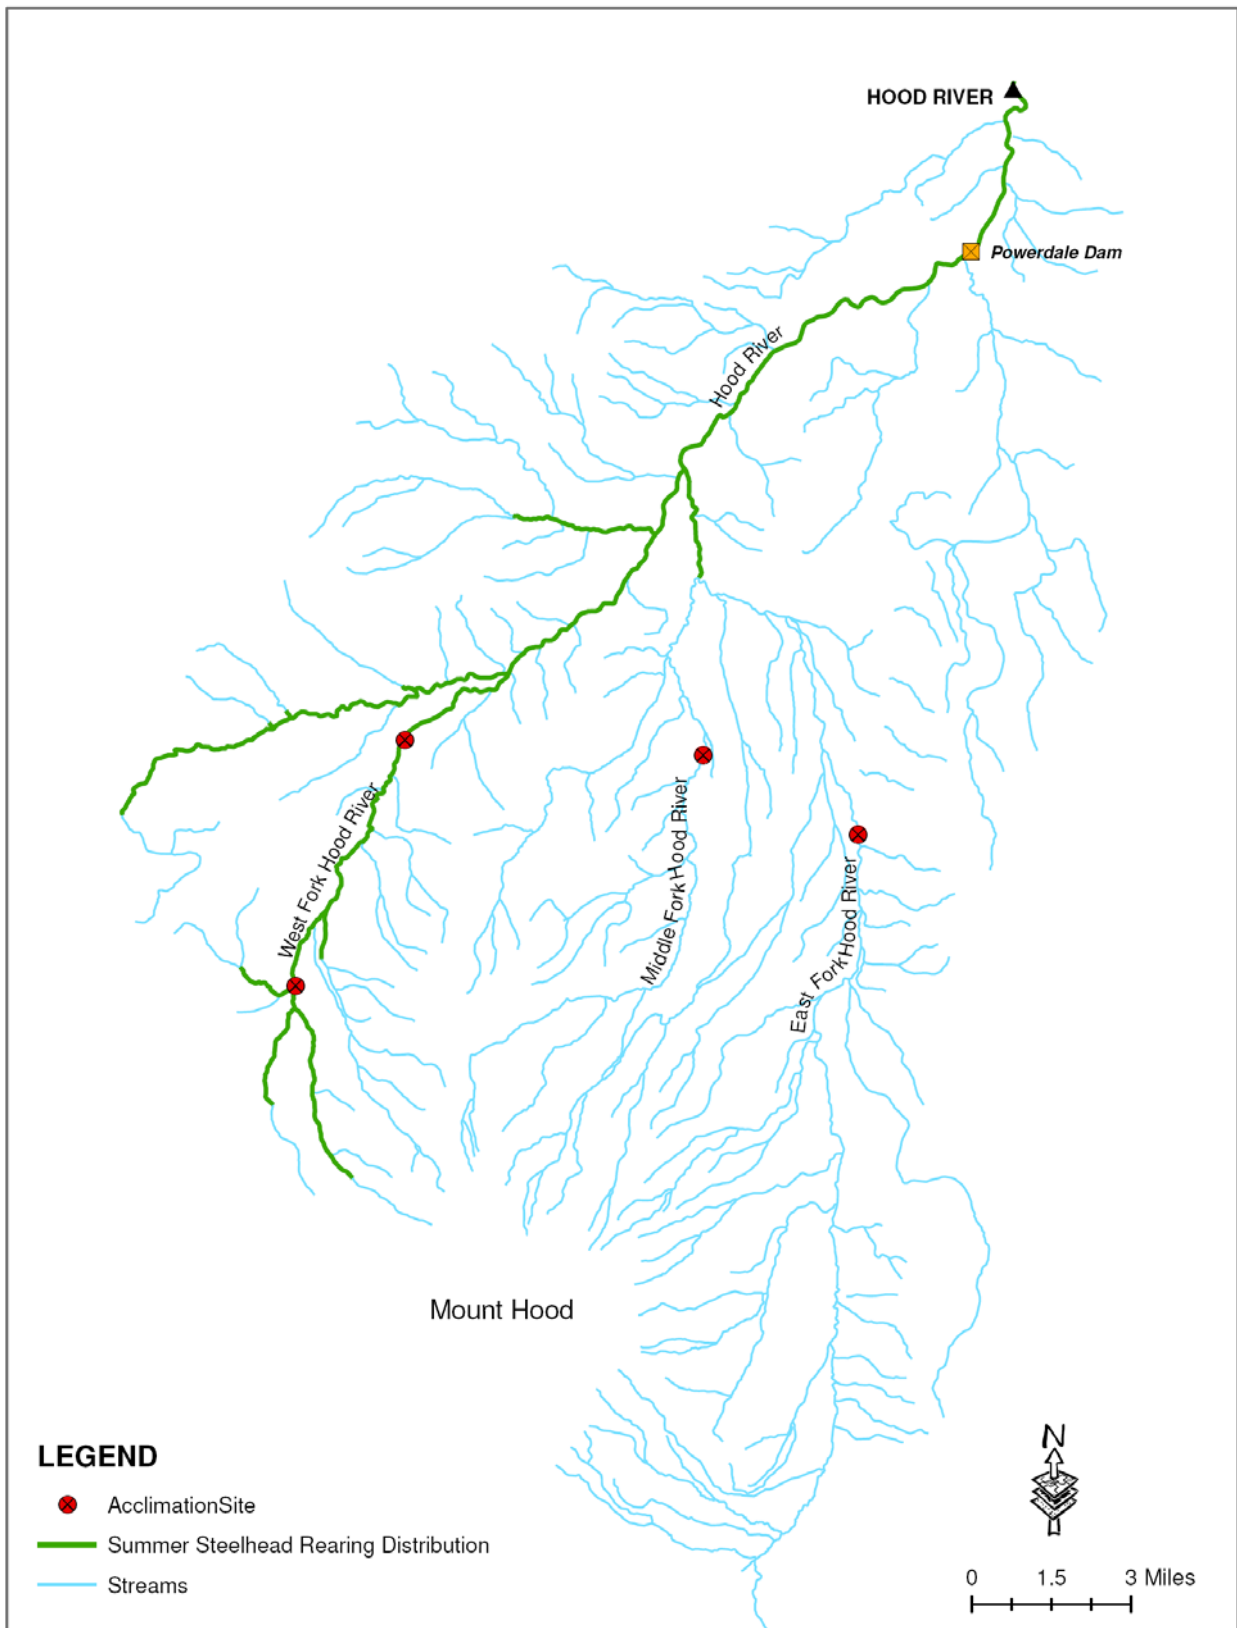 HOOD RIVER
Powerdale Dam
Hood River
West Fork Hood River
Middle Fork Hood River
East Fork Hood River
Mount Hood
LEGEND
AcclimationSite
Summer Steelhead Rearing Distribution
Streams
N
0 1.5 3 Miles